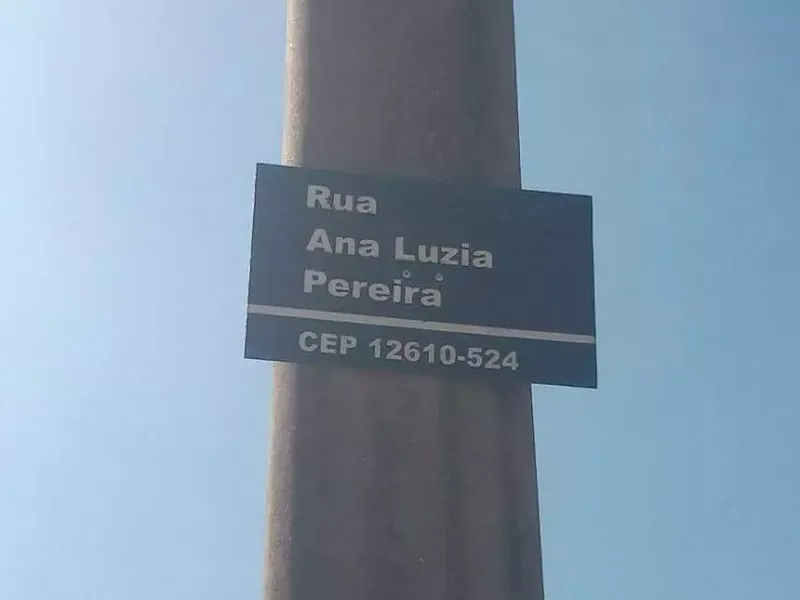 Rua
Ana Luzia
Pereira
CEP 12610-524